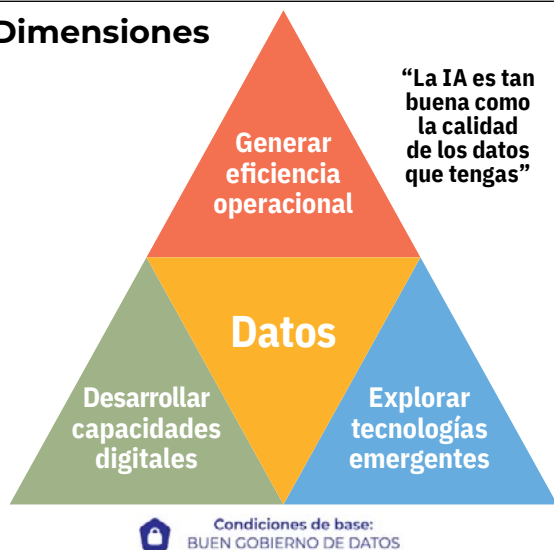 Dimensiones
“La IA es tan
buena como
la calidad
de los datos
que tengas”
Generar
eficiencia
operacional
Datos
Desarrollar
capacidades
digitales
Explorar
tecnologías
emergentes
Condiciones de base:
BUEN GOBIERNO DE DATOS